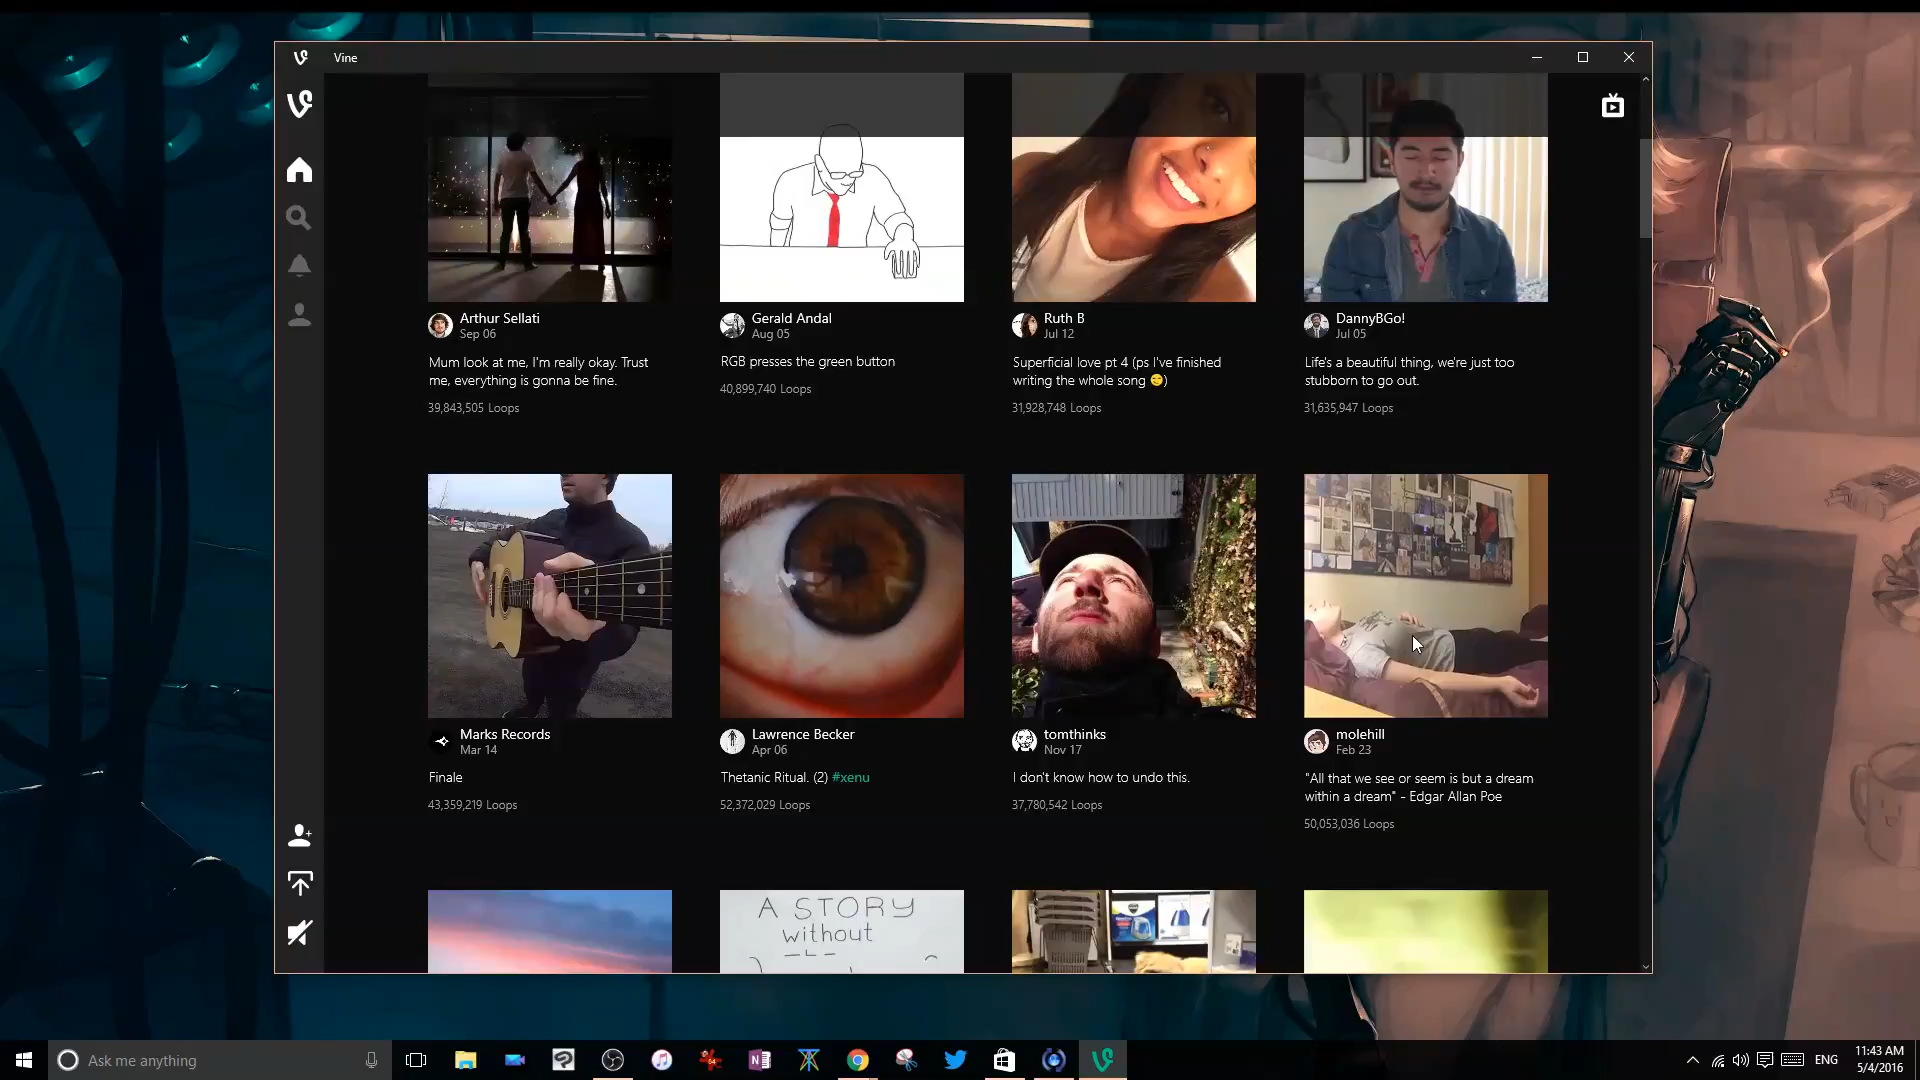 Vine
Arthur Sellati
Sep 06
Mum look at me, I'm really okay. Trust
me, everything is gonna be fine.
39,843,505 Loops
Gerald Andal
Aug 05
RGB presses the green button
40,899,740 Loops
Ruth B
Jul 12
Superficial love pt 4 (ps I've finished
writing the whole song 😏)
31,928,748 Loops
DannyBGo!
Jul 05
Life's a beautiful thing, we're just too
stubborn to go out.
31,635,947 Loops
Marks Records
Mar 14
Finale
43,359,219 Loops
Lawrence Becker
Apr 06
Thetanic Ritual. (2) #xenu
52,372,029 Loops
tomthinks
Nov 17
I don't know how to undo this.
37,780,542 Loops
molehill
Feb 23
"All that we see or seem is but a dream
within a dream" - Edgar Allan Poe
50,053,036 Loops
A STORY
without
Ask me anything
ENG
11:43 AM
5/4/2016